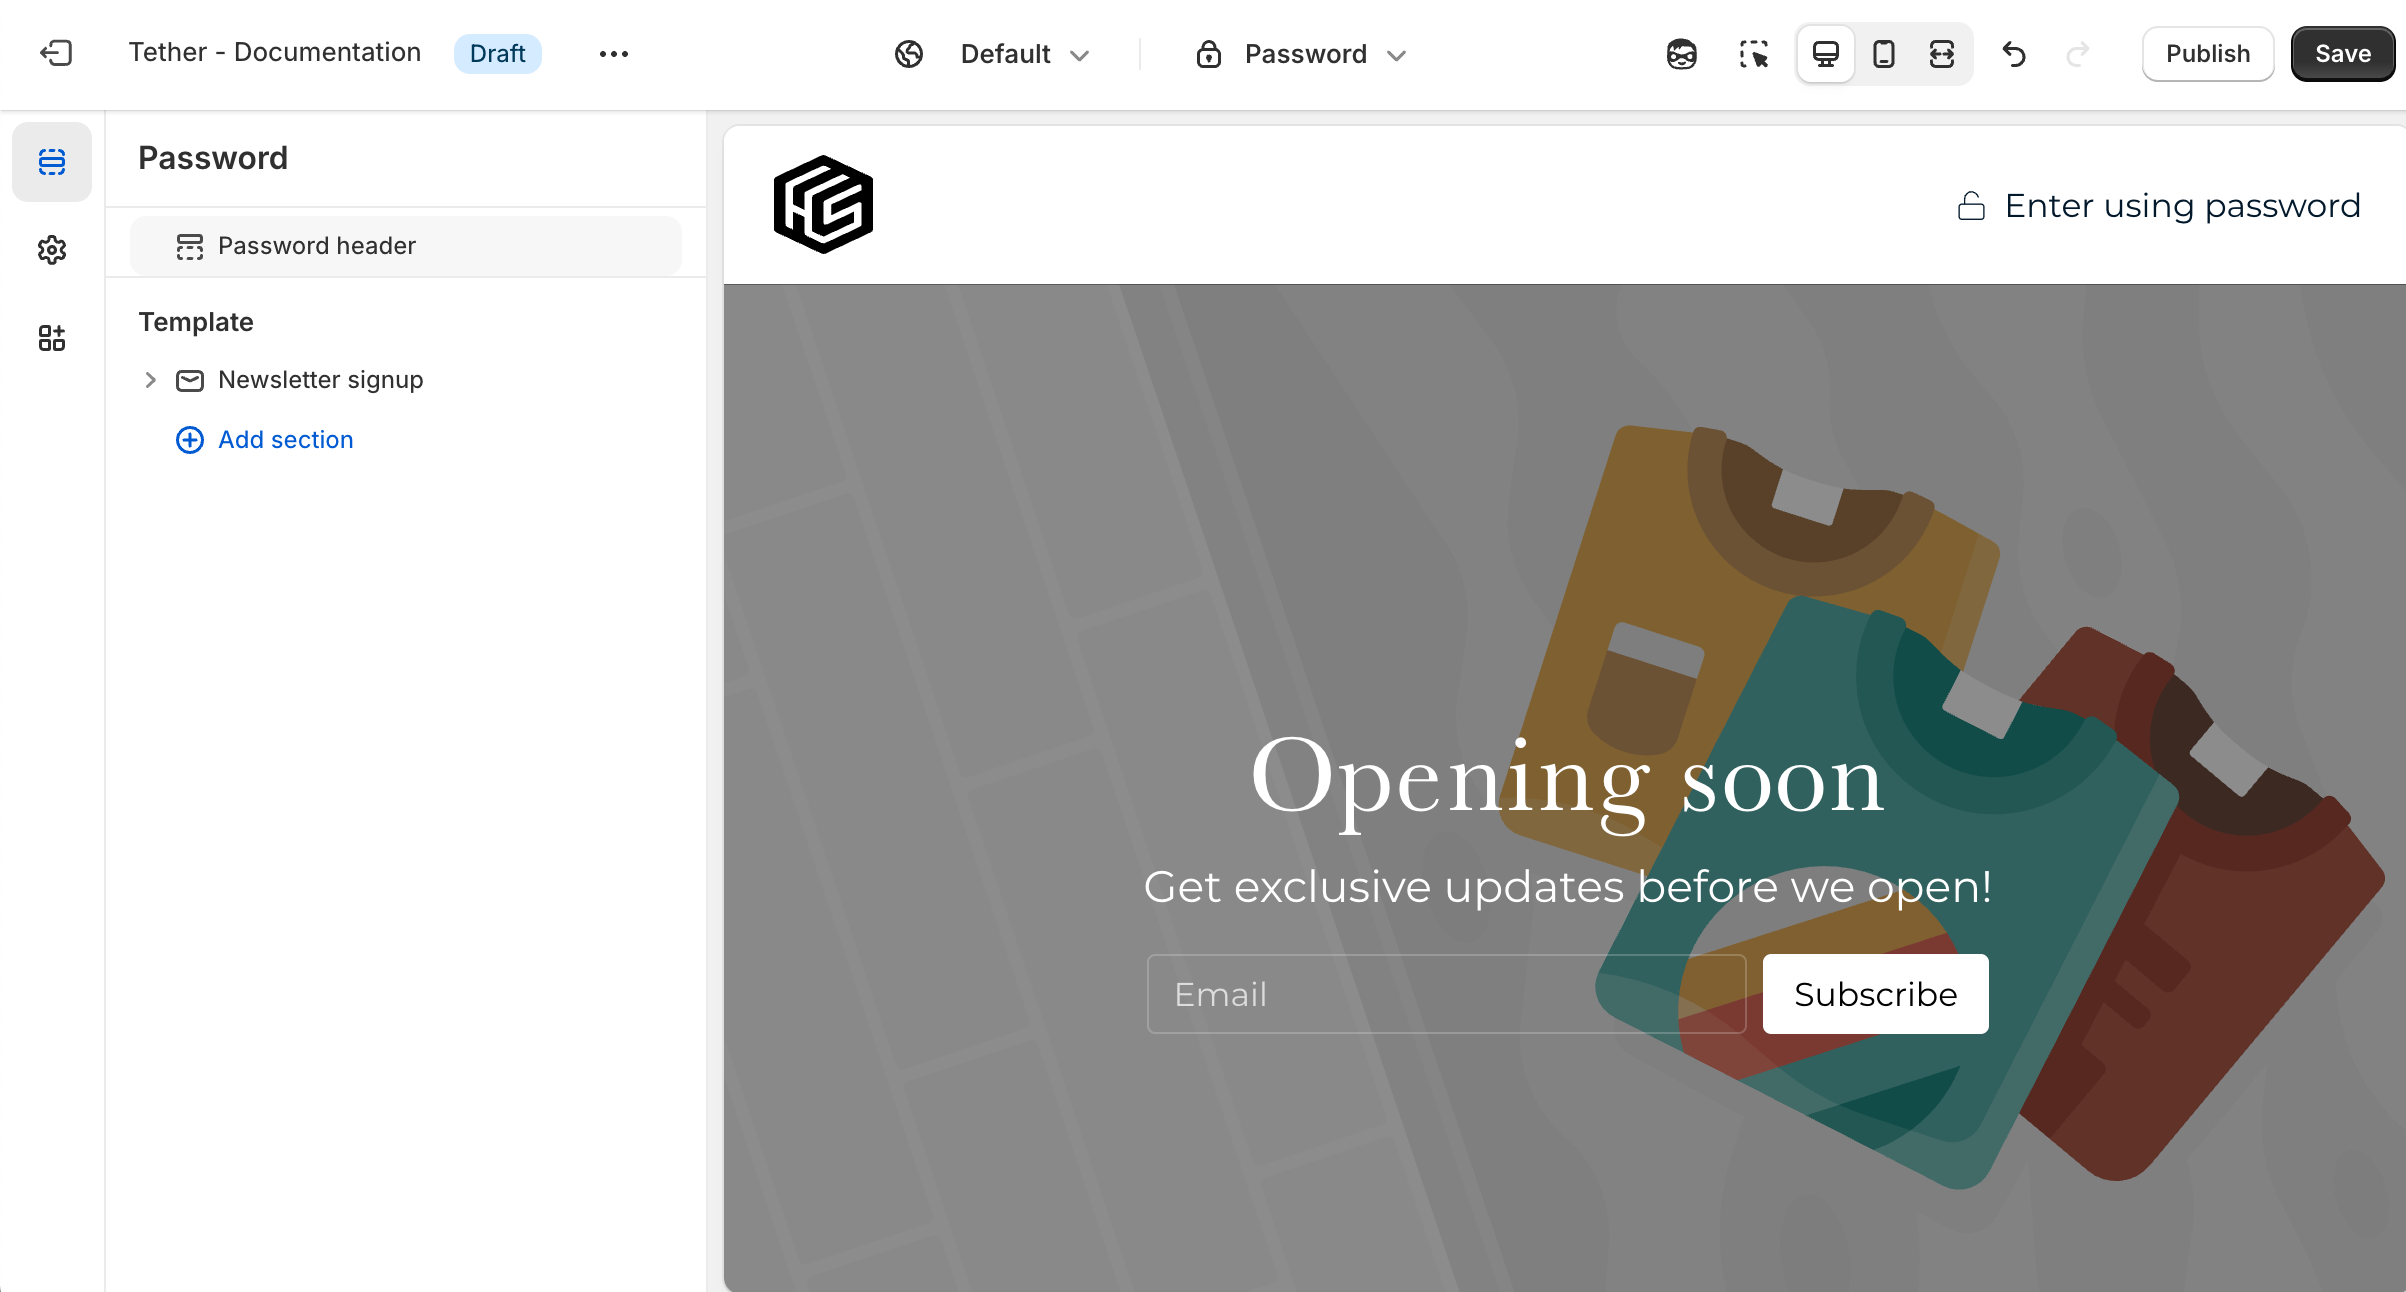 Tether - Documentation Draft Default Password Publish Save
Password
Password header
Template
Newsletter signup
Add section
Enter using password
Opening soon
Get exclusive updates before we open!
Email Subscribe